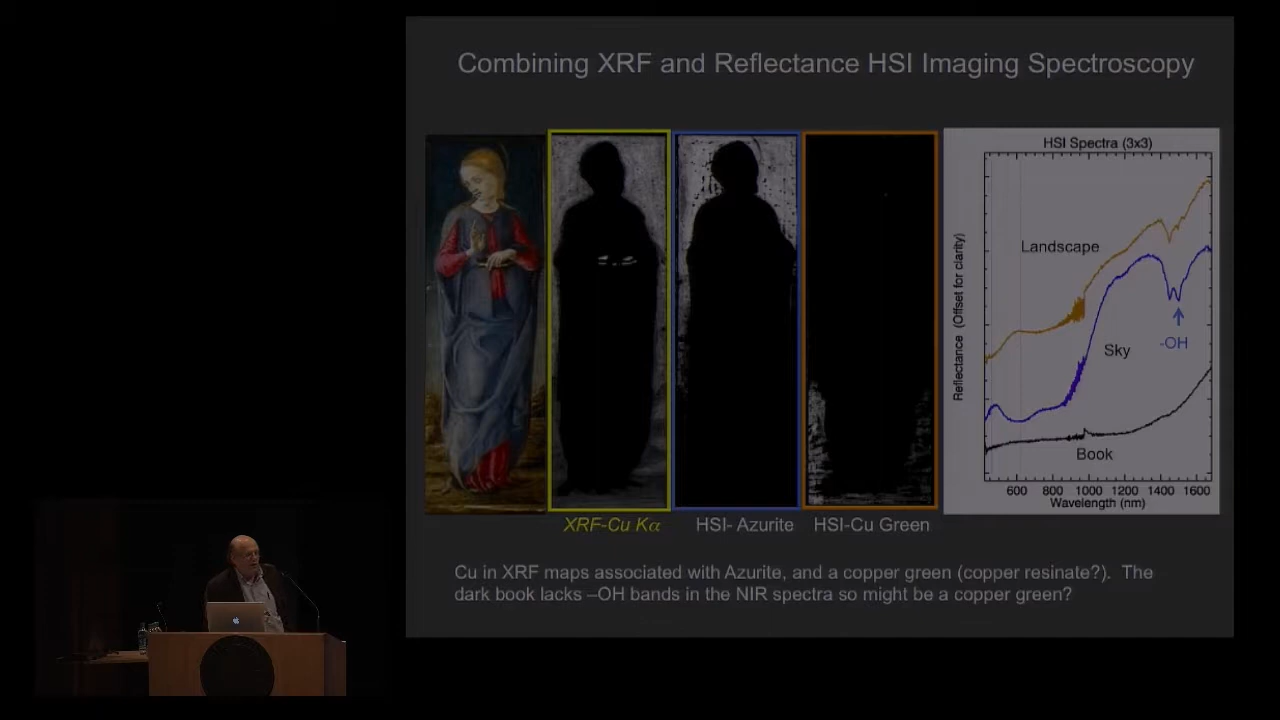 Combining XRF and Reflectance HSI Imaging Spectroscopy
HSI Spectra (3x3)
Reflectance (Offset for clarity)
Landscape
Sky
-OH
Book
600 800 1000 1200 1400 1600
Wavelength (nm)
XRF-Cu Kα
HSI- Azurite
HSI-Cu Green
Cu in XRF maps associated with Azurite, and a copper green (copper resinate?). The
dark book lacks –OH bands in the NIR spectra so might be a copper green?